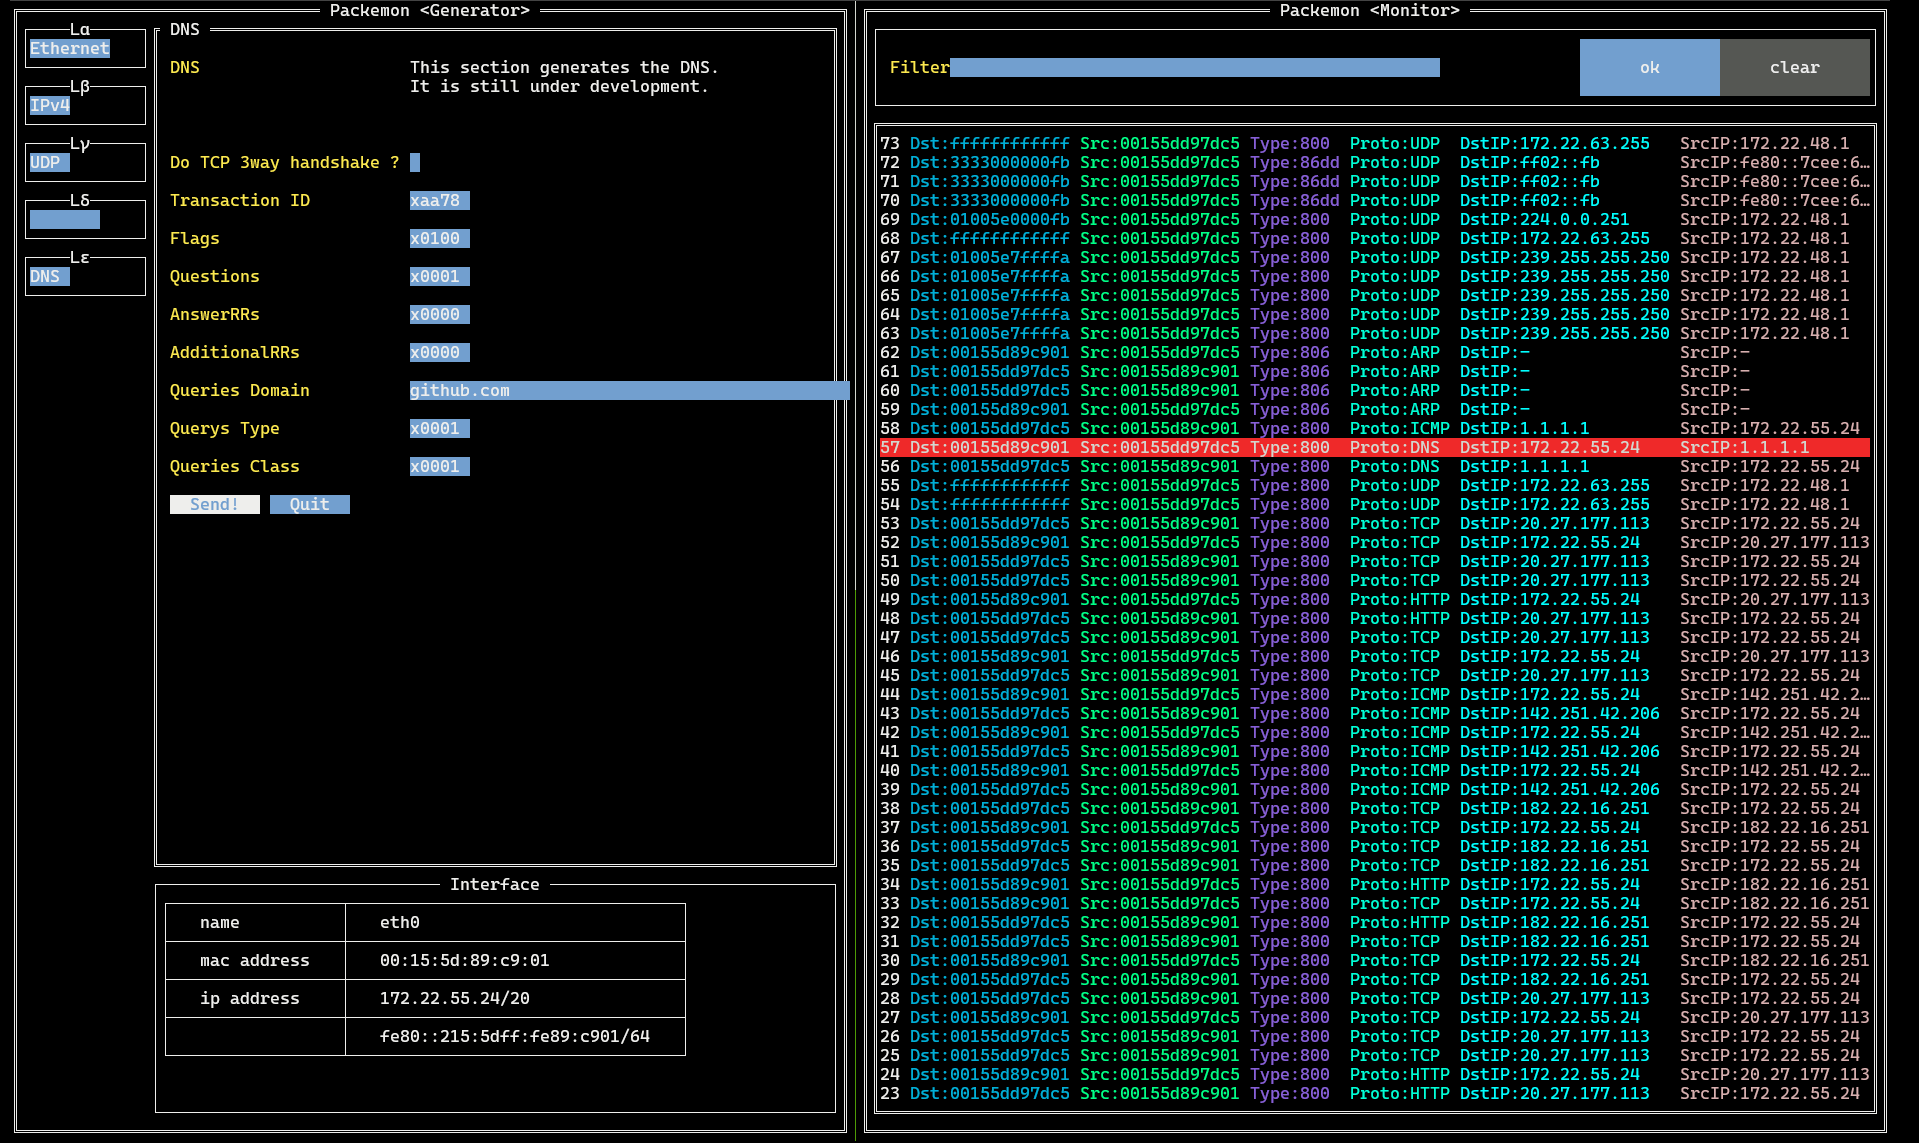 Packemon <Generator>
Lα
Ethernet
Lβ
IPv4
Lγ
UDP
Lδ
Lε
DNS
DNS
DNS This section generates the DNS.
It is still under development.
Do TCP 3way handshake ?
Transaction ID xaa78
Flags x0100
Questions x0001
AnswerRRs x0000
AdditionalRRs x0000
Queries Domain github.com
Querys Type x0001
Queries Class x0001
Send! Quit
Interface
name eth0
mac address 00:15:5d:89:c9:01
ip address 172.22.55.24/20
fe80::215:5dff:fe89:c901/64
Packemon <Monitor>
Filter ok clear
73 Dst:ffffffffffff Src:00155dd97dc5 Type:800 Proto:UDP DstIP:172.22.63.255 SrcIP:172.22.48.1
72 Dst:3333000000fb Src:00155dd97dc5 Type:86dd Proto:UDP DstIP:ff02::fb SrcIP:fe80::7cee:6…
71 Dst:3333000000fb Src:00155dd97dc5 Type:86dd Proto:UDP DstIP:ff02::fb SrcIP:fe80::7cee:6…
70 Dst:3333000000fb Src:00155dd97dc5 Type:86dd Proto:UDP DstIP:ff02::fb SrcIP:fe80::7cee:6…
69 Dst:01005e0000fb Src:00155dd97dc5 Type:800 Proto:UDP DstIP:224.0.0.251 SrcIP:172.22.48.1
68 Dst:ffffffffffff Src:00155dd97dc5 Type:800 Proto:UDP DstIP:172.22.63.255 SrcIP:172.22.48.1
67 Dst:01005e7ffffa Src:00155dd97dc5 Type:800 Proto:UDP DstIP:239.255.255.250 SrcIP:172.22.48.1
66 Dst:01005e7ffffa Src:00155dd97dc5 Type:800 Proto:UDP DstIP:239.255.255.250 SrcIP:172.22.48.1
65 Dst:01005e7ffffa Src:00155dd97dc5 Type:800 Proto:UDP DstIP:239.255.255.250 SrcIP:172.22.48.1
64 Dst:01005e7ffffa Src:00155dd97dc5 Type:800 Proto:UDP DstIP:239.255.255.250 SrcIP:172.22.48.1
63 Dst:01005e7ffffa Src:00155dd97dc5 Type:800 Proto:UDP DstIP:239.255.255.250 SrcIP:172.22.48.1
62 Dst:00155d89c901 Src:00155dd97dc5 Type:806 Proto:ARP DstIP:- SrcIP:-
61 Dst:00155dd97dc5 Src:00155d89c901 Type:806 Proto:ARP DstIP:- SrcIP:-
60 Dst:00155dd97dc5 Src:00155d89c901 Type:806 Proto:ARP DstIP:- SrcIP:-
59 Dst:00155d89c901 Src:00155dd97dc5 Type:806 Proto:ARP DstIP:- SrcIP:-
58 Dst:00155dd97dc5 Src:00155d89c901 Type:800 Proto:ICMP DstIP:1.1.1.1 SrcIP:172.22.55.24
57 Dst:00155d89c901 Src:00155dd97dc5 Type:800 Proto:DNS DstIP:172.22.55.24 SrcIP:1.1.1.1
56 Dst:00155dd97dc5 Src:00155d89c901 Type:800 Proto:DNS DstIP:1.1.1.1 SrcIP:172.22.55.24
55 Dst:ffffffffffff Src:00155dd97dc5 Type:800 Proto:UDP DstIP:172.22.63.255 SrcIP:172.22.48.1
54 Dst:ffffffffffff Src:00155dd97dc5 Type:800 Proto:UDP DstIP:172.22.63.255 SrcIP:172.22.48.1
53 Dst:00155dd97dc5 Src:00155d89c901 Type:800 Proto:TCP DstIP:20.27.177.113 SrcIP:172.22.55.24
52 Dst:00155d89c901 Src:00155dd97dc5 Type:800 Proto:TCP DstIP:172.22.55.24 SrcIP:20.27.177.113
51 Dst:00155dd97dc5 Src:00155d89c901 Type:800 Proto:TCP DstIP:20.27.177.113 SrcIP:172.22.55.24
50 Dst:00155dd97dc5 Src:00155d89c901 Type:800 Proto:TCP DstIP:20.27.177.113 SrcIP:172.22.55.24
49 Dst:00155d89c901 Src:00155dd97dc5 Type:800 Proto:HTTP DstIP:172.22.55.24 SrcIP:20.27.177.113
48 Dst:00155dd97dc5 Src:00155d89c901 Type:800 Proto:HTTP DstIP:20.27.177.113 SrcIP:172.22.55.24
47 Dst:00155dd97dc5 Src:00155d89c901 Type:800 Proto:TCP DstIP:20.27.177.113 SrcIP:172.22.55.24
46 Dst:00155d89c901 Src:00155dd97dc5 Type:800 Proto:TCP DstIP:172.22.55.24 SrcIP:20.27.177.113
45 Dst:00155dd97dc5 Src:00155d89c901 Type:800 Proto:TCP DstIP:20.27.177.113 SrcIP:172.22.55.24
44 Dst:00155d89c901 Src:00155dd97dc5 Type:800 Proto:ICMP DstIP:172.22.55.24 SrcIP:142.251.42.2…
43 Dst:00155dd97dc5 Src:00155d89c901 Type:800 Proto:ICMP DstIP:142.251.42.206 SrcIP:172.22.55.24
42 Dst:00155d89c901 Src:00155dd97dc5 Type:800 Proto:ICMP DstIP:172.22.55.24 SrcIP:142.251.42.2…
41 Dst:00155dd97dc5 Src:00155d89c901 Type:800 Proto:ICMP DstIP:142.251.42.206 SrcIP:172.22.55.24
40 Dst:00155d89c901 Src:00155dd97dc5 Type:800 Proto:ICMP DstIP:172.22.55.24 SrcIP:142.251.42.2…
39 Dst:00155dd97dc5 Src:00155d89c901 Type:800 Proto:ICMP DstIP:142.251.42.206 SrcIP:172.22.55.24
38 Dst:00155dd97dc5 Src:00155d89c901 Type:800 Proto:TCP DstIP:182.22.16.251 SrcIP:172.22.55.24
37 Dst:00155d89c901 Src:00155dd97dc5 Type:800 Proto:TCP DstIP:172.22.55.24 SrcIP:182.22.16.251
36 Dst:00155dd97dc5 Src:00155d89c901 Type:800 Proto:TCP DstIP:182.22.16.251 SrcIP:172.22.55.24
35 Dst:00155dd97dc5 Src:00155d89c901 Type:800 Proto:TCP DstIP:182.22.16.251 SrcIP:172.22.55.24
34 Dst:00155d89c901 Src:00155dd97dc5 Type:800 Proto:HTTP DstIP:172.22.55.24 SrcIP:182.22.16.251
33 Dst:00155d89c901 Src:00155dd97dc5 Type:800 Proto:TCP DstIP:172.22.55.24 SrcIP:182.22.16.251
32 Dst:00155dd97dc5 Src:00155d89c901 Type:800 Proto:HTTP DstIP:182.22.16.251 SrcIP:172.22.55.24
31 Dst:00155dd97dc5 Src:00155d89c901 Type:800 Proto:TCP DstIP:182.22.16.251 SrcIP:172.22.55.24
30 Dst:00155d89c901 Src:00155dd97dc5 Type:800 Proto:TCP DstIP:172.22.55.24 SrcIP:182.22.16.251
29 Dst:00155dd97dc5 Src:00155d89c901 Type:800 Proto:TCP DstIP:182.22.16.251 SrcIP:172.22.55.24
28 Dst:00155dd97dc5 Src:00155d89c901 Type:800 Proto:TCP DstIP:20.27.177.113 SrcIP:172.22.55.24
27 Dst:00155d89c901 Src:00155dd97dc5 Type:800 Proto:TCP DstIP:172.22.55.24 SrcIP:20.27.177.113
26 Dst:00155dd97dc5 Src:00155d89c901 Type:800 Proto:TCP DstIP:20.27.177.113 SrcIP:172.22.55.24
25 Dst:00155dd97dc5 Src:00155d89c901 Type:800 Proto:TCP DstIP:20.27.177.113 SrcIP:172.22.55.24
24 Dst:00155d89c901 Src:00155dd97dc5 Type:800 Proto:HTTP DstIP:172.22.55.24 SrcIP:20.27.177.113
23 Dst:00155dd97dc5 Src:00155d89c901 Type:800 Proto:HTTP DstIP:20.27.177.113 SrcIP:172.22.55.24